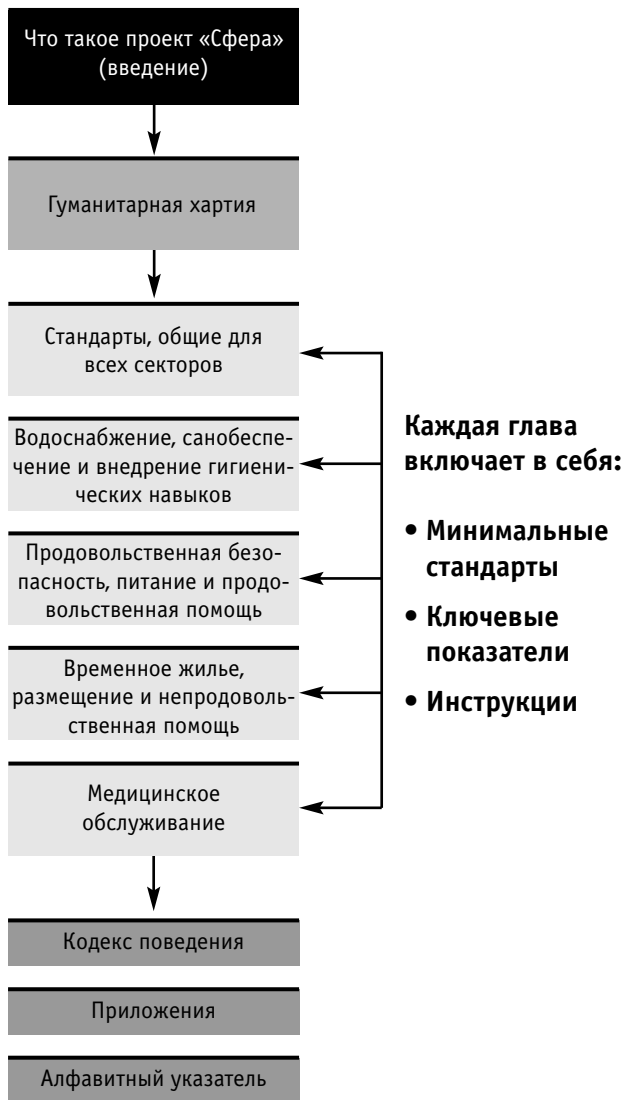 Что такое проект «Сфера»
(введение)
Гуманитарная хартия
Стандарты, общие для
всех секторов
Водоснабжение, санобеспе-
чение и внедрение гигиени-
ческих навыков
Продовольственная безо-
пасность, питание и продо-
вольственная помощь
Временное жилье,
размещение и непродоволь-
ственная помощь
Медицинское
обслуживание
Кодекс поведения
Приложения
Алфавитный указатель
Каждая глава
включает в себя:
• Минимальные
стандарты
• Ключевые
показатели
• Инструкции